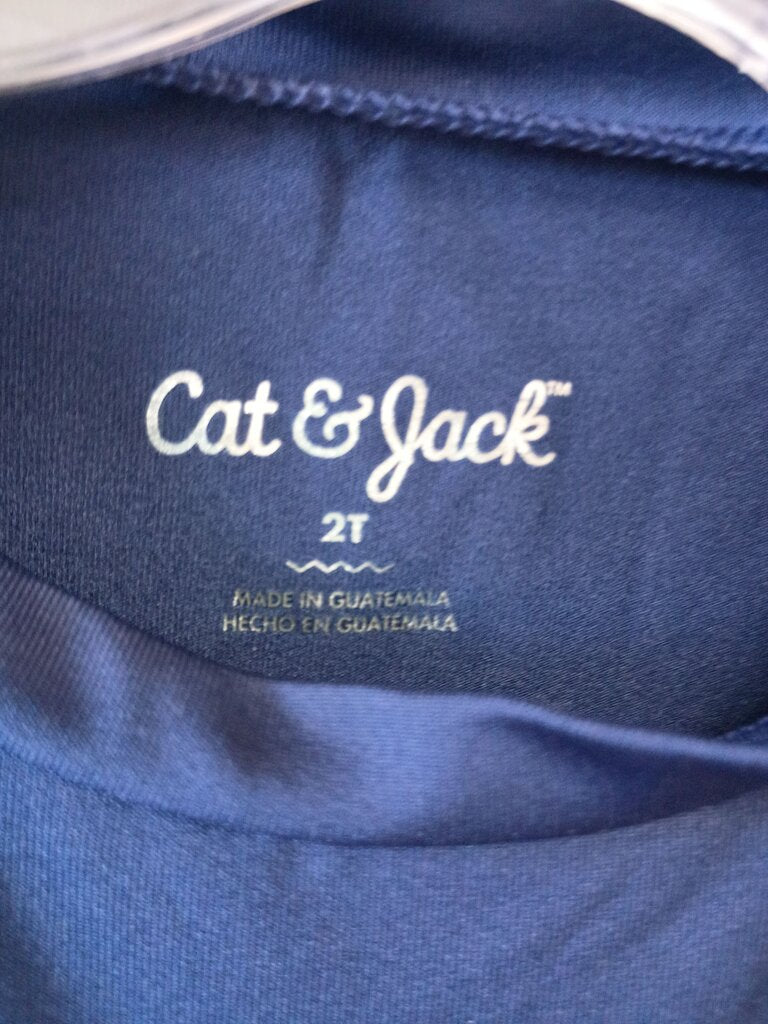 Cat & Jack™
2T
MADE IN GUATEMALA
HECHO EN GUATEMALA